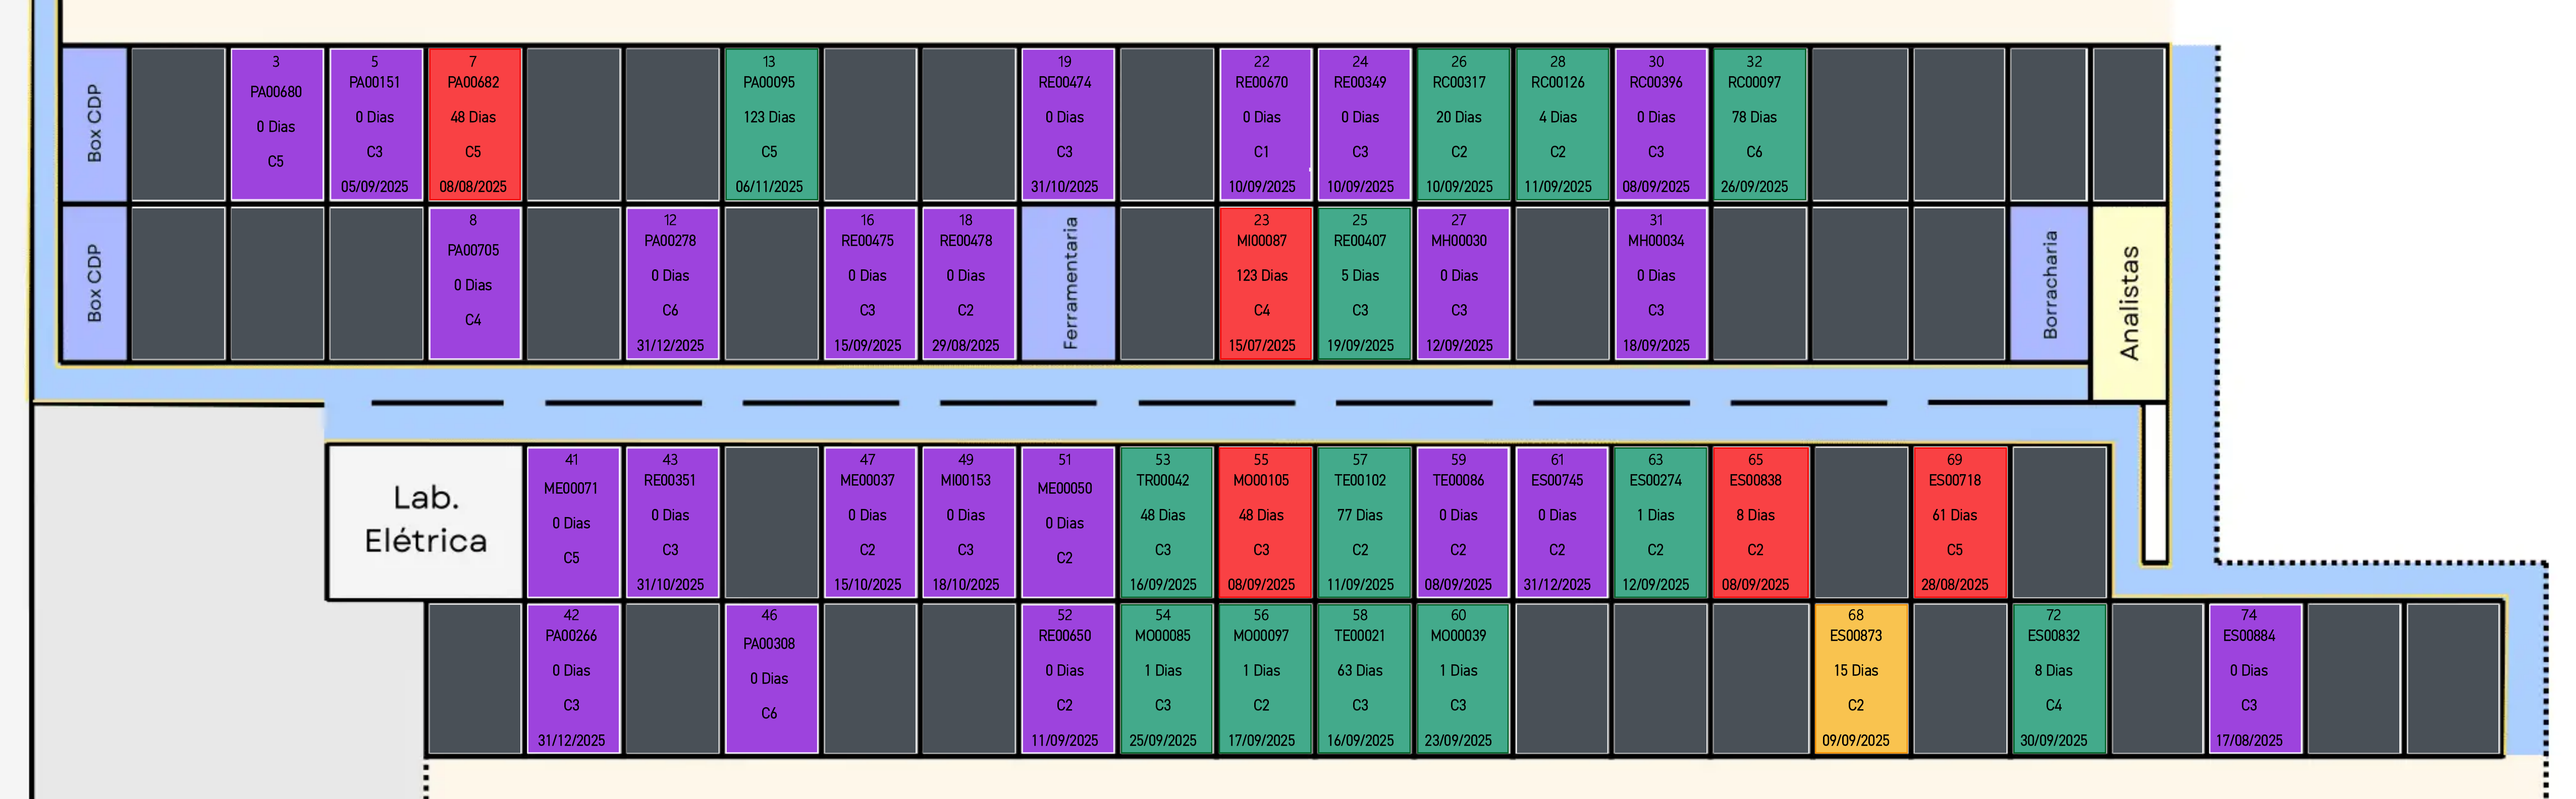 Box CDP
3
PA00680
0 Dias
C5
5
PA00151
0 Dias
C3
05/09/2025
7
PA00682
48 Dias
C5
08/08/2025
13
PA00095
123 Dias
C5
06/11/2025
19
RE00474
0 Dias
C3
31/10/2025
22
RE00670
0 Dias
C1
10/09/2025
24
RE00349
0 Dias
C3
10/09/2025
26
RC00317
20 Dias
C2
10/09/2025
28
RC00126
4 Dias
C2
11/09/2025
30
RC00396
0 Dias
C3
08/09/2025
32
RC00097
78 Dias
C6
26/09/2025
Box CDP
8
PA00705
0 Dias
C4
12
PA00278
0 Dias
C6
31/12/2025
16
RE00475
0 Dias
C3
15/09/2025
18
RE00478
0 Dias
C2
29/08/2025
Ferramentaria
23
MI00087
123 Dias
C4
15/07/2025
25
RE00407
5 Dias
C3
19/09/2025
27
MH00030
0 Dias
C3
12/09/2025
31
MH00034
0 Dias
C3
18/09/2025
Borracharia
Analistas
Lab.
Elétrica
41
ME00071
0 Dias
C5
43
RE00351
0 Dias
C3
31/10/2025
47
ME00037
0 Dias
C2
15/10/2025
49
MI00153
0 Dias
C3
18/10/2025
51
ME00050
0 Dias
C2
53
TR00042
48 Dias
C3
16/09/2025
55
MO00105
48 Dias
C3
08/09/2025
57
TE00102
77 Dias
C2
11/09/2025
59
TE00086
0 Dias
C2
08/09/2025
61
ES00745
0 Dias
C2
31/12/2025
63
ES00274
1 Dias
C2
12/09/2025
65
ES00838
8 Dias
C2
08/09/2025
69
ES00718
61 Dias
C5
28/08/2025
42
PA00266
0 Dias
C3
31/12/2025
46
PA00308
0 Dias
C6
52
RE00650
0 Dias
C2
11/09/2025
54
MO00085
1 Dias
C3
25/09/2025
56
MO00097
1 Dias
C2
17/09/2025
58
TE00021
63 Dias
C3
16/09/2025
60
MO00039
1 Dias
C3
23/09/2025
68
ES00873
15 Dias
C2
09/09/2025
72
ES00832
8 Dias
C4
30/09/2025
74
ES00884
0 Dias
C3
17/08/2025